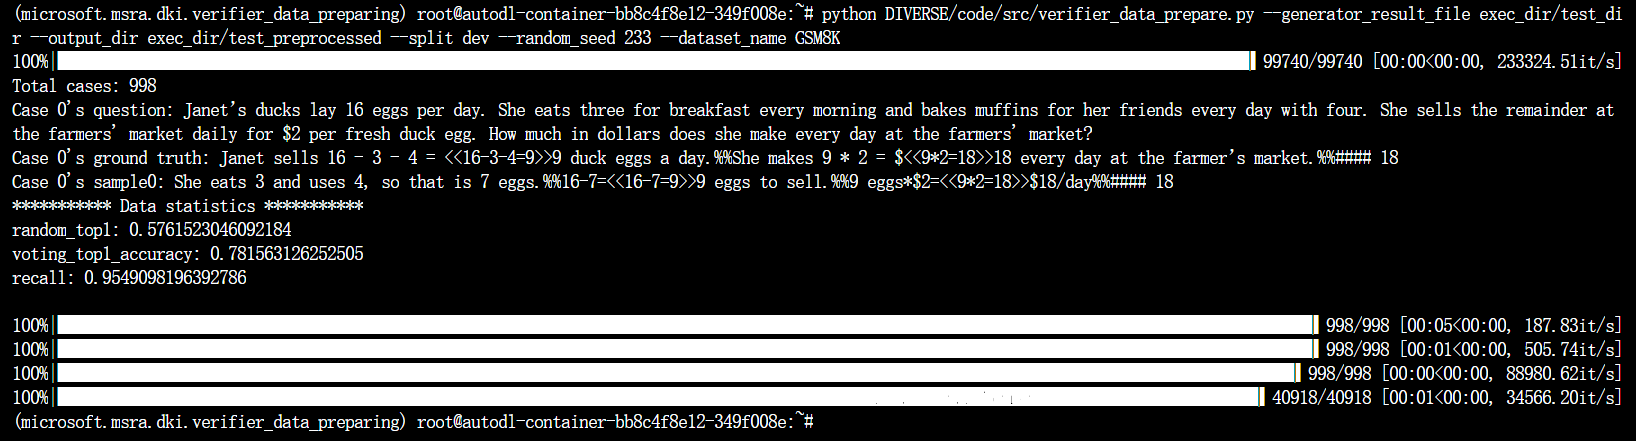 (microsoft.msra.dki.verifier_data_preparing) root@autodl-container-bb8c4f8e12-349f008e:~# python DIVERSE/code/src/verifier_data_prepare.py --generator_result_file exec_dir/test_di
r --output_dir exec_dir/test_preprocessed --split dev --random_seed 233 --dataset_name GSM8K
100%| 99740/99740 [00:00<00:00, 233324.51it/s]
Total cases: 998
Case 0's question: Janet's ducks lay 16 eggs per day. She eats three for breakfast every morning and bakes muffins for her friends every day with four. She sells the remainder at
the farmers' market daily for $2 per fresh duck egg. How much in dollars does she make every day at the farmers' market?
Case 0's ground truth: Janet sells 16 - 3 - 4 = <<16-3-4=9>>9 duck eggs a day.%%She makes 9 * 2 = $<<9*2=18>>18 every day at the farmer's market.%%#### 18
Case 0's sample0: She eats 3 and uses 4, so that is 7 eggs.%%16-7=<<16-7=9>>9 eggs to sell.%%9 eggs*$2=<<9*2=18>>$18/day%%#### 18
*********** Data statistics ***********
random_top1: 0.5761523046092184
voting_top1_accuracy: 0.781563126252505
recall: 0.9549098196392786
100%| 998/998 [00:05<00:00, 187.83it/s]
100%| 998/998 [00:01<00:00, 505.74it/s]
100%| 998/998 [00:00<00:00, 88980.62it/s]
100%| 40918/40918 [00:01<00:00, 34566.20it/s]
(microsoft.msra.dki.verifier_data_preparing) root@autodl-container-bb8c4f8e12-349f008e:~#